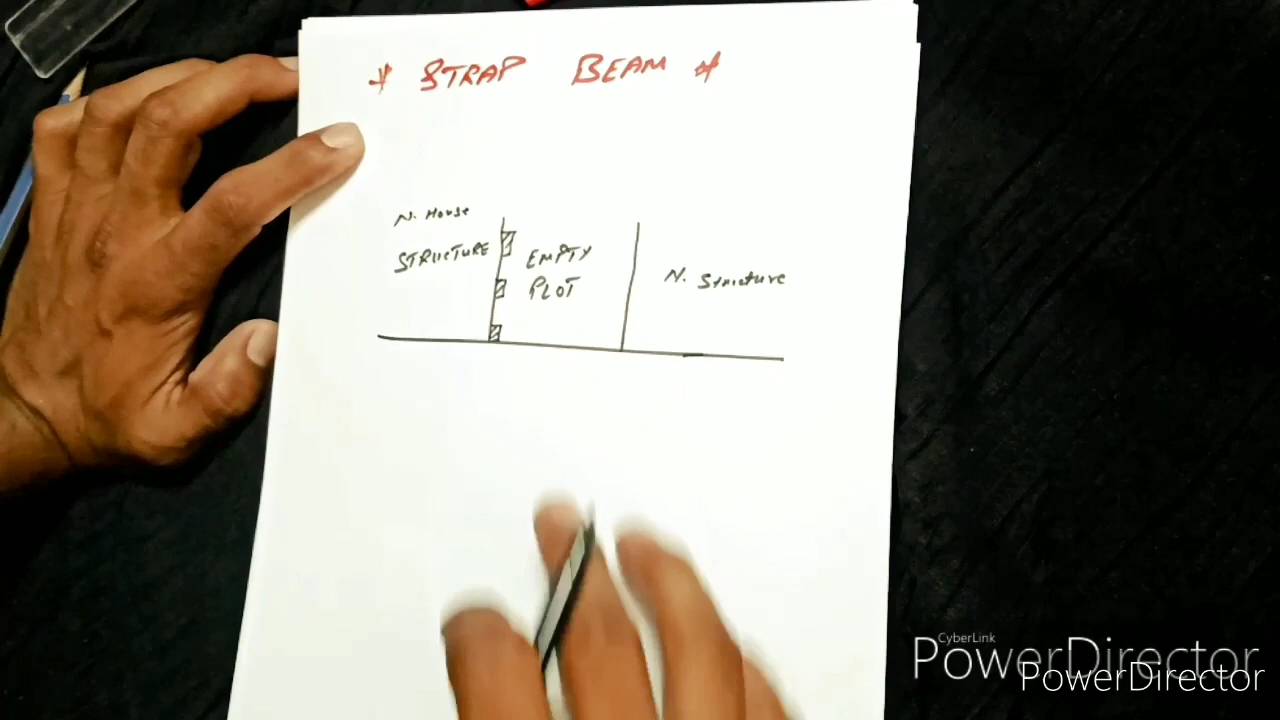 * STRAP BEAM *
N. House
STRUCTURE
EMPTY
PLOT
N. Structure
CyberLink
PowerDirector
PowerDirector